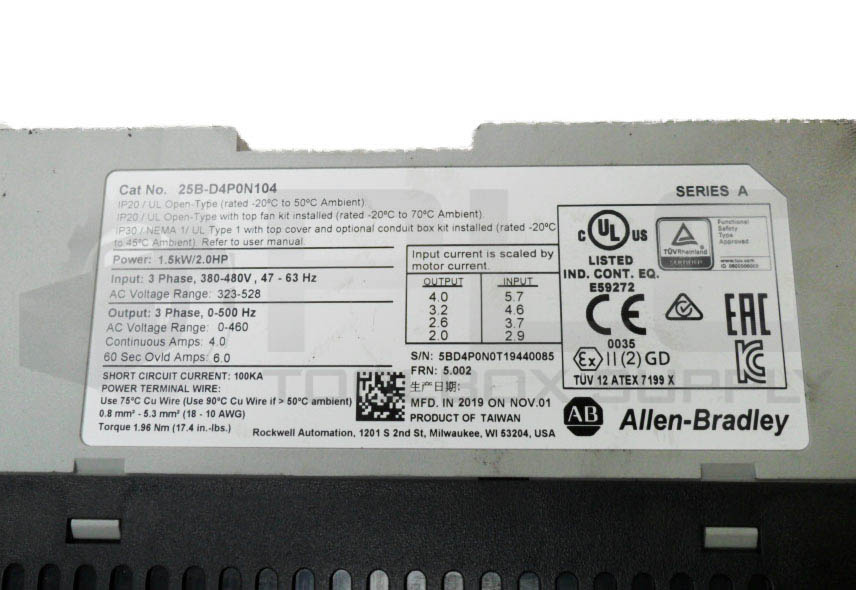 Cat No. 25B-D4P0N104
SERIES A
IP20 / UL Open-Type (rated -20°C to 50°C Ambient)
IP20 / UL Open-Type with top fan kit installed (rated -20°C to 70°C Ambient).
IP30 / NEMA 1/ UL Type 1 with top cover and optional conduit box kit installed (rated -20°C
to 45°C Ambient). Refer to user manual.
Power: 1.5kW/2.0HP
Input: 3 Phase, 380-480V, 47 - 63 Hz
AC Voltage Range: 323-528
Output: 3 Phase, 0-500 Hz
AC Voltage Range: 0-460
Continuous Amps: 4.0
60 Sec Ovld Amps: 6.0
SHORT CIRCUIT CURRENT: 100KA
POWER TERMINAL WIRE:
Use 75°C Cu Wire (Use 90°C Cu Wire if > 50°C ambient)
0.8 mm² - 5.3 mm² (18 - 10 AWG)
Torque 1.96 Nm (17.4 in.-lbs.)
Input current is scaled by
motor current.
OUTPUT INPUT
4.0 5.7
3.2 4.6
2.6 3.7
2.0 2.9
S/N: 5BD4P0N0T19440085
FRN: 5.002
生产日期:
MFD. IN 2019 ON NOV.01
PRODUCT OF TAIWAN
Rockwell Automation, 1201 S 2nd St, Milwaukee, WI 53204, USA
C UL US
LISTED
IND. CONT. EQ.
E59272
TÜVRheinland
CERTIFIED
Functional
Safety
Type
Approved
CE
0035
Ex II (2) GD
TÜV 12 ATEX 7199 X
EAC
KC
AB Allen-Bradley